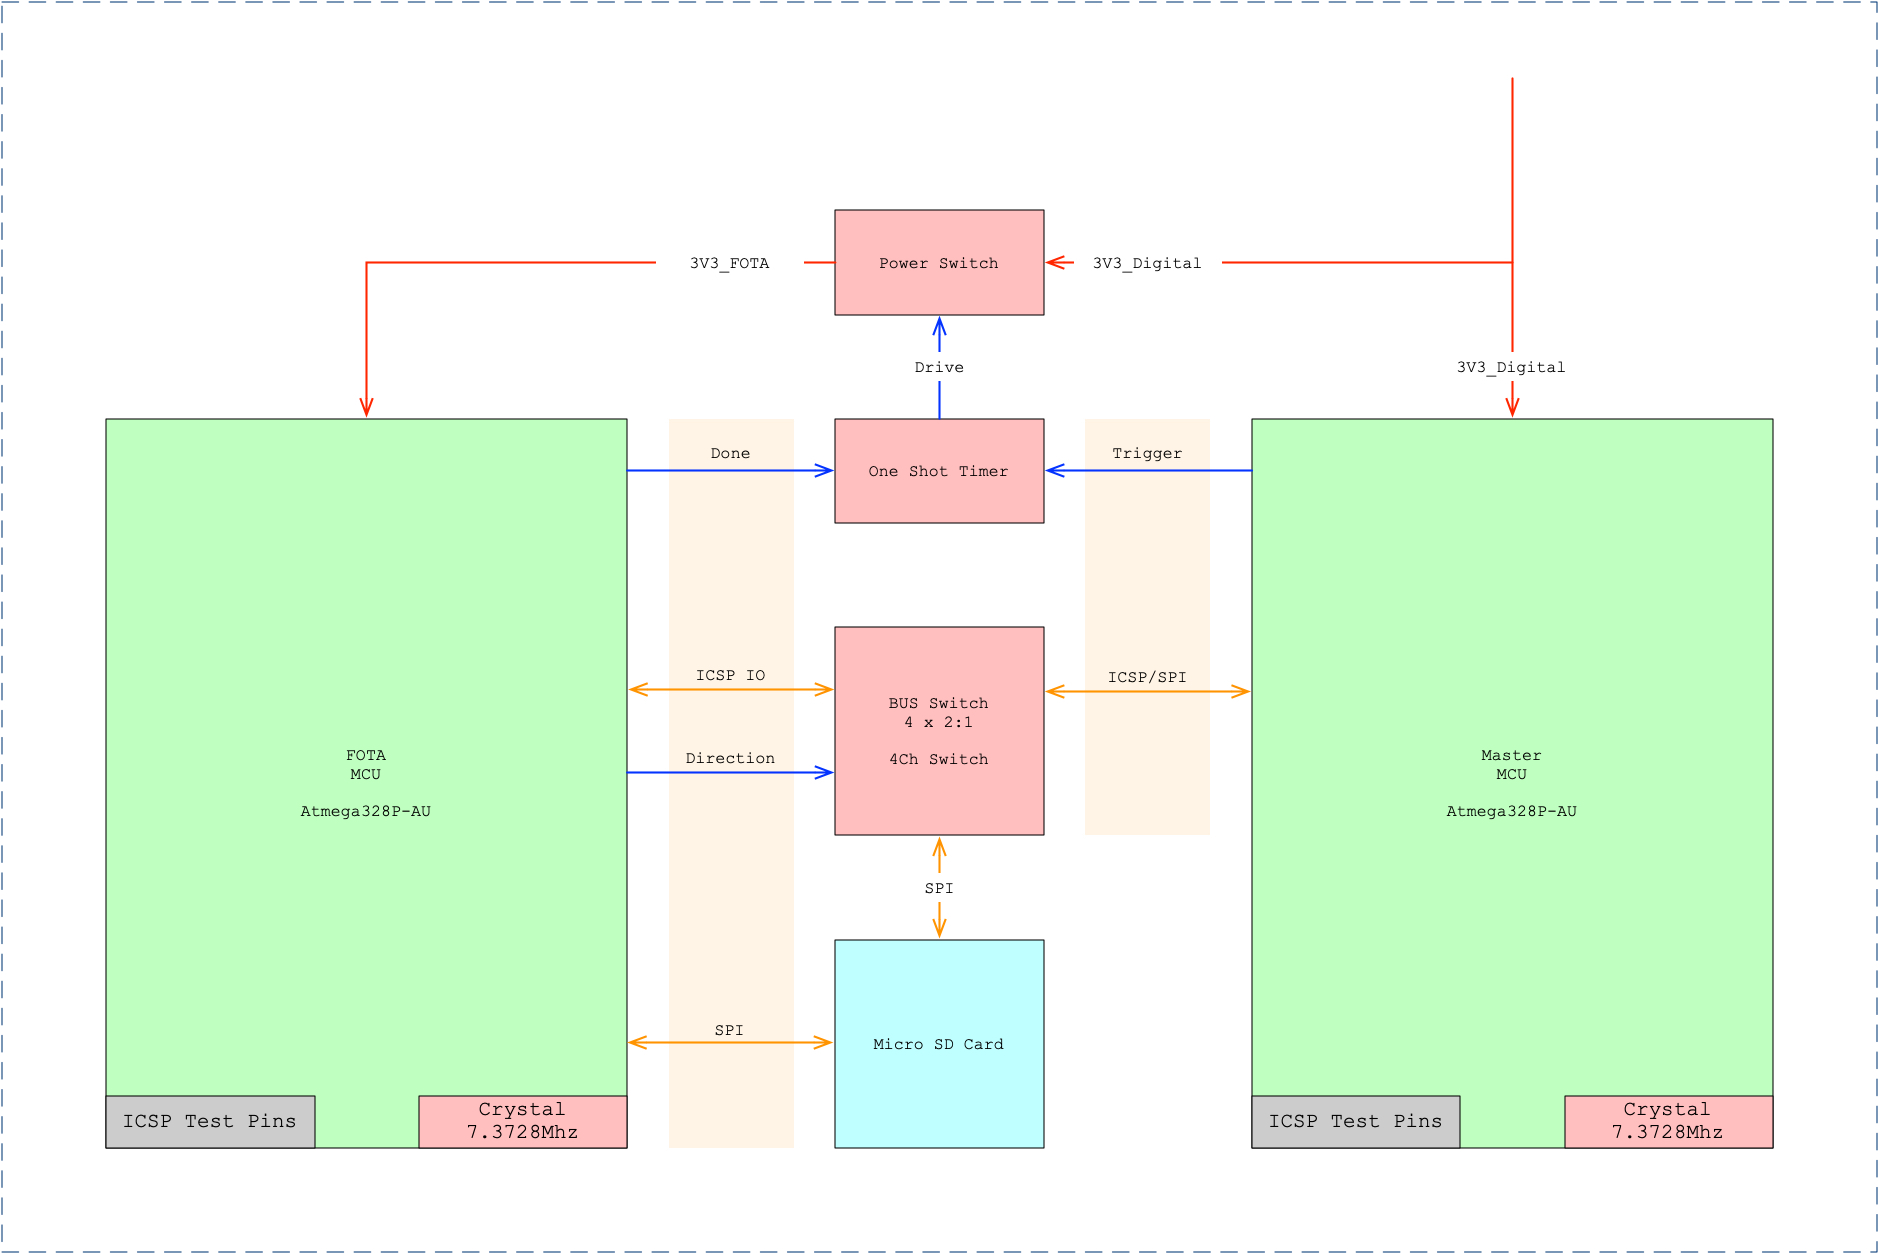 3V3_FOTA
Power Switch
3V3_Digital
Drive
3V3_Digital
Done
One Shot Timer
Trigger
ICSP IO
ICSP/SPI
BUS Switch
4 x 2:1
4Ch Switch
Direction
FOTA
MCU
Atmega328P-AU
Master
MCU
Atmega328P-AU
SPI
SPI
Micro SD Card
ICSP Test Pins
Crystal
7.3728Mhz
ICSP Test Pins
Crystal
7.3728Mhz